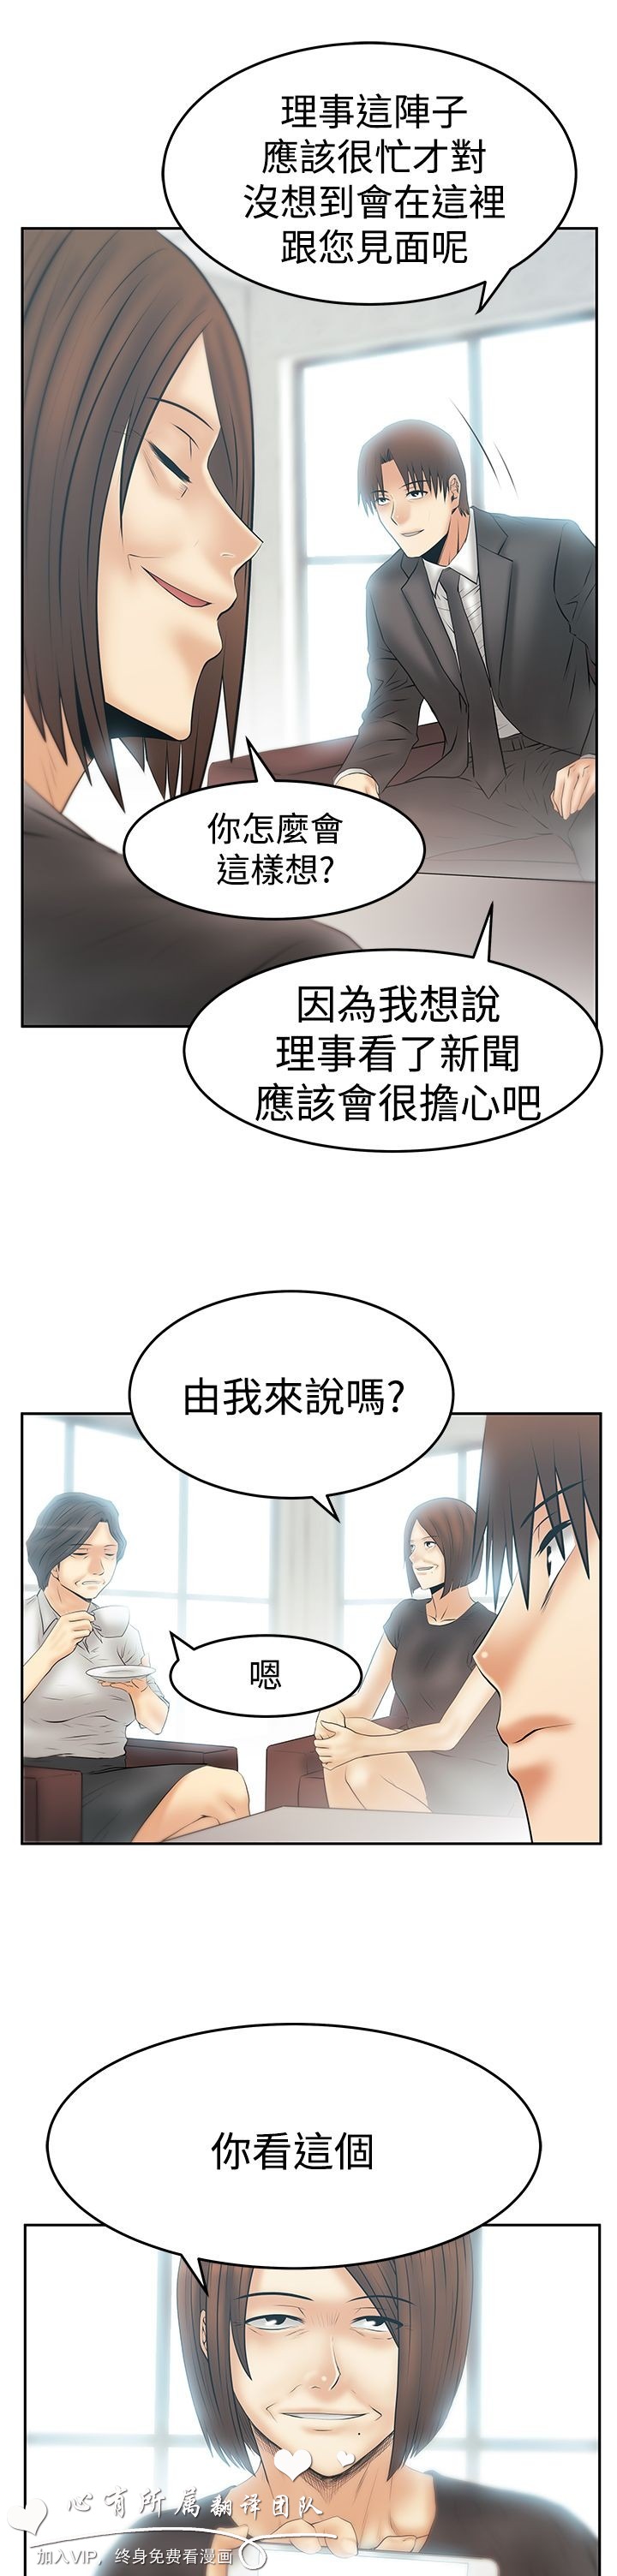 理事這陣子
應該很忙才對
沒想到會在這裡
跟您見面呢
你怎麼會
這樣想?
因為我想說
理事看了新聞
應該會很擔心吧
由我來說嗎?
嗯
你看這個
心有所属翻译团队
加入VIP，终身免费看漫画